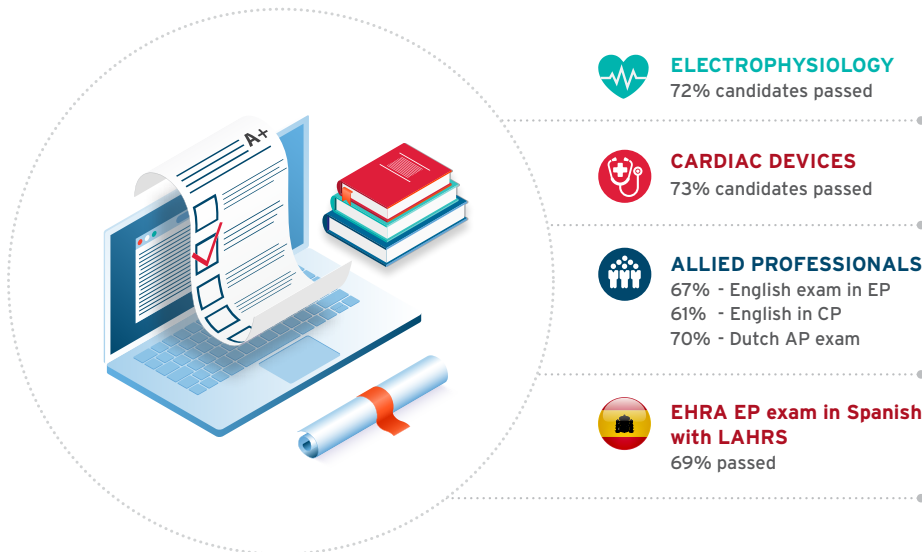 A+
ELECTROPHYSIOLOGY
72% candidates passed
CARDIAC DEVICES
73% candidates passed
ALLIED PROFESSIONALS
67% - English exam in EP
61% - English in CP
70% - Dutch AP exam
EHRA EP exam in Spanish
with LAHRS
69% passed